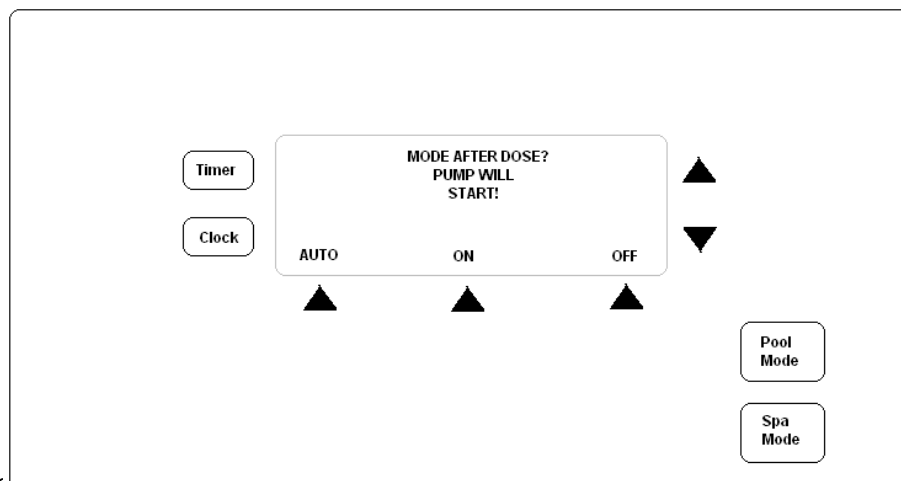 MODE AFTER DOSE?
PUMP WILL
START!
Timer
Clock
AUTO ON OFF
Pool
Mode
Spa
Mode